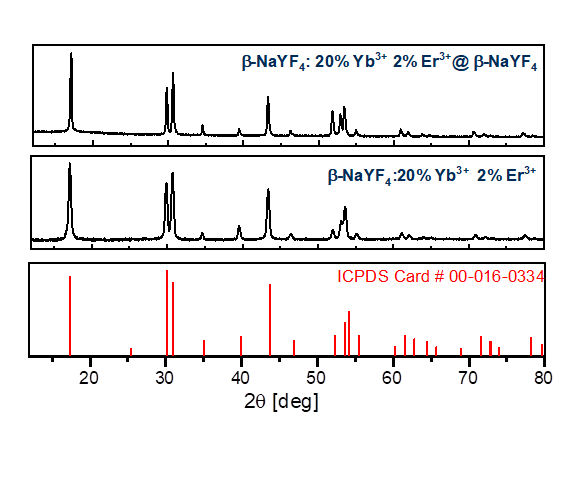 β-NaYF₄: 20% Yb³⁺ 2% Er³⁺@ β-NaYF₄
β-NaYF₄:20% Yb³⁺ 2% Er³⁺
ICPDS Card # 00-016-0334
20 30 40 50 60 70 80
2θ [deg]